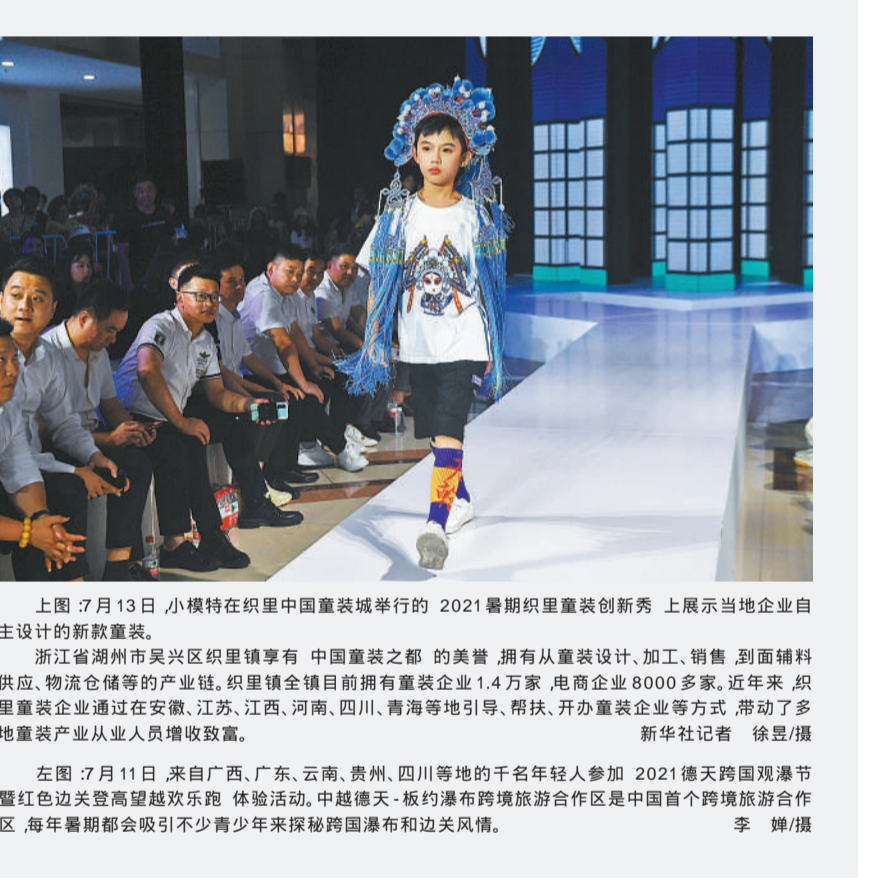 上图:7月13日,小模特在织里中国童装城举行的 2021暑期织里童装创新秀 上展示当地企业自
主设计的新款童装。
浙江省湖州市吴兴区织里镇享有 中国童装之都 的美誉,拥有从童装设计、加工、销售,到面辅料
供应、物流仓储等的产业链。织里镇全镇目前拥有童装企业1.4万家,电商企业8000多家。近年来,织
里童装企业通过在安徽、江苏、江西、河南、四川、青海等地引导、帮扶、开办童装企业等方式,带动了多
地童装产业从业人员增收致富。 新华社记者 徐昱/摄
左图:7月11日,来自广西、广东、云南、贵州、四川等地的千名年轻人参加 2021德天跨国观瀑节
暨红色边关登高望越欢乐跑 体验活动。中越德天-板约瀑布跨境旅游合作区是中国首个跨境旅游合作
区,每年暑期都会吸引不少青少年来探秘跨国瀑布和边关风情。 李 婵/摄